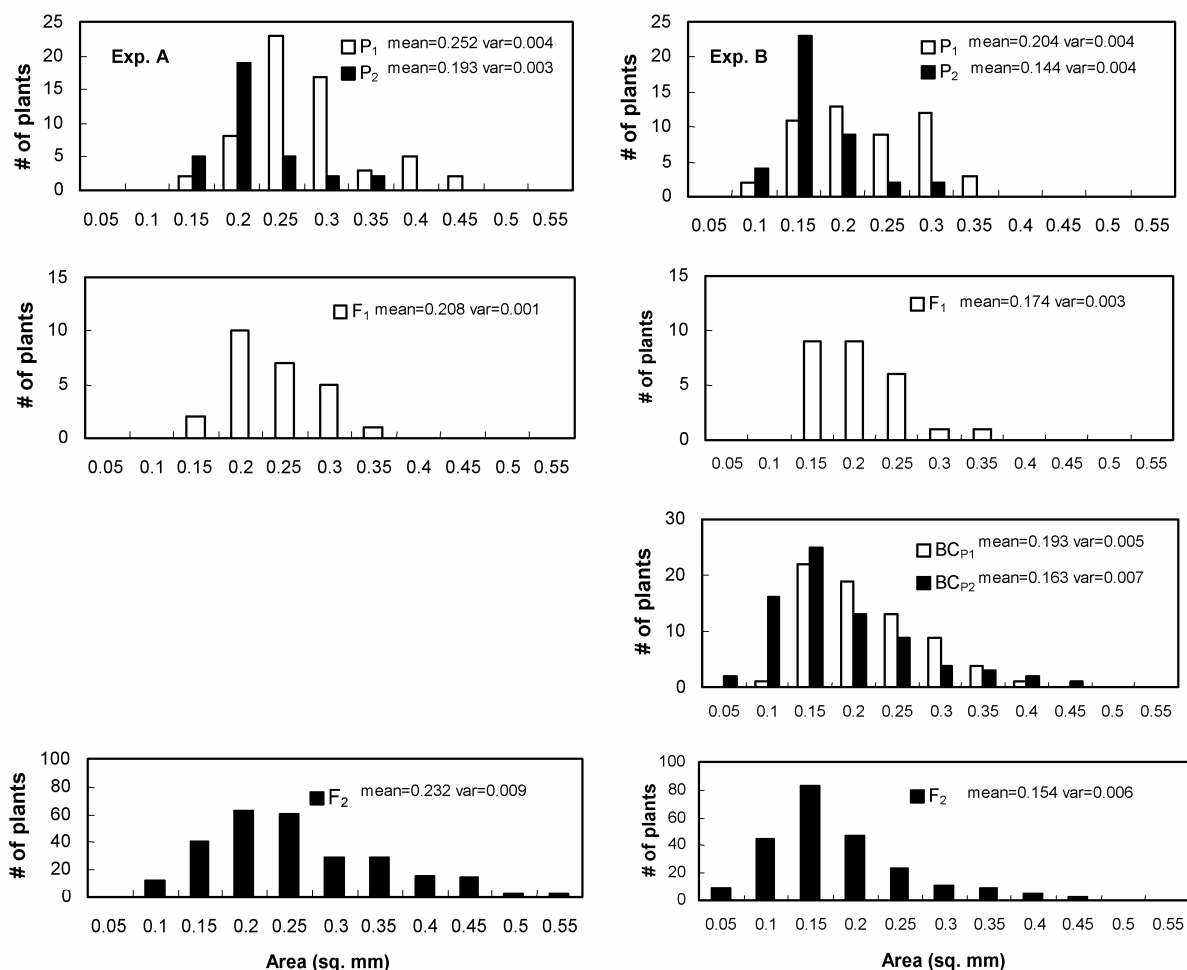 Exp. A
P1 mean=0.252 var=0.004
P2 mean=0.193 var=0.003
# of plants
25
20
15
10
5
0
0.05 0.1 0.15 0.2 0.25 0.3 0.35 0.4 0.45 0.5 0.55
Exp. B
P1 mean=0.204 var=0.004
P2 mean=0.144 var=0.004
# of plants
25
20
15
10
5
0
0.05 0.1 0.15 0.2 0.25 0.3 0.35 0.4 0.45 0.5 0.55
F1 mean=0.208 var=0.001
# of plants
15
10
5
0
0.05 0.1 0.15 0.2 0.25 0.3 0.35 0.4 0.45 0.5 0.55
F1 mean=0.174 var=0.003
# of plants
15
10
5
0
0.05 0.1 0.15 0.2 0.25 0.3 0.35 0.4 0.45 0.5 0.55
BCP1 mean=0.193 var=0.005
BCP2 mean=0.163 var=0.007
# of plants
30
20
10
0
0.05 0.1 0.15 0.2 0.25 0.3 0.35 0.4 0.45 0.5 0.55
F2 mean=0.232 var=0.009
# of plants
100
80
60
40
20
0
0.05 0.1 0.15 0.2 0.25 0.3 0.35 0.4 0.45 0.5 0.55
Area (sq. mm)
F2 mean=0.154 var=0.006
# of plants
100
80
60
40
20
0
0.05 0.1 0.15 0.2 0.25 0.3 0.35 0.4 0.45 0.5 0.55
Area (sq. mm)